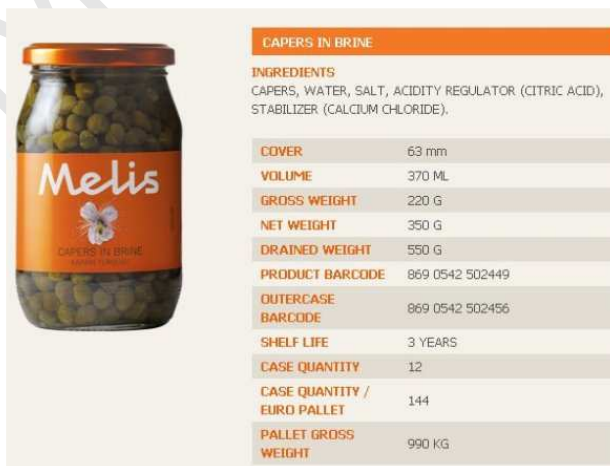 CAPERS IN BRINE
INGREDIENTS
CAPERS, WATER, SALT, ACIDITY REGULATOR (CITRIC ACID),
STABILIZER (CALCIUM CHLORIDE).
COVER 63 mm
VOLUME 370 ML
GROSS WEIGHT 220 G
NET WEIGHT 350 G
DRAINED WEIGHT 550 G
PRODUCT BARCODE 869 0542 502449
OUTERCASE
BARCODE 869 0542 502456
SHELF LIFE 3 YEARS
CASE QUANTITY 12
CASE QUANTITY /
EURO PALLET 144
PALLET GROSS
WEIGHT 990 KG
Melis
CAPERS IN BRINE